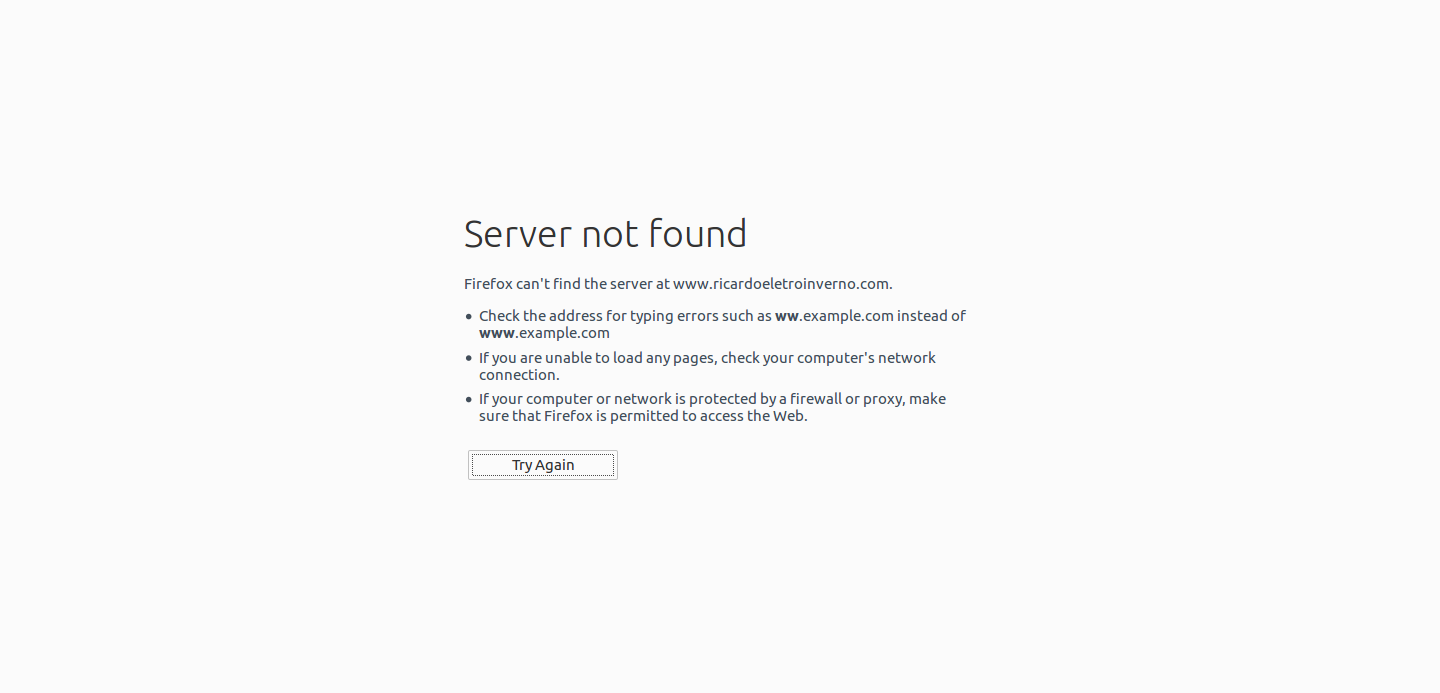 Server not found
Firefox can't find the server at www.ricardoeletroinverno.com.
• Check the address for typing errors such as ww.example.com instead of
www.example.com
• If you are unable to load any pages, check your computer's network
connection.
• If your computer or network is protected by a firewall or proxy, make
sure that Firefox is permitted to access the Web.
Try Again